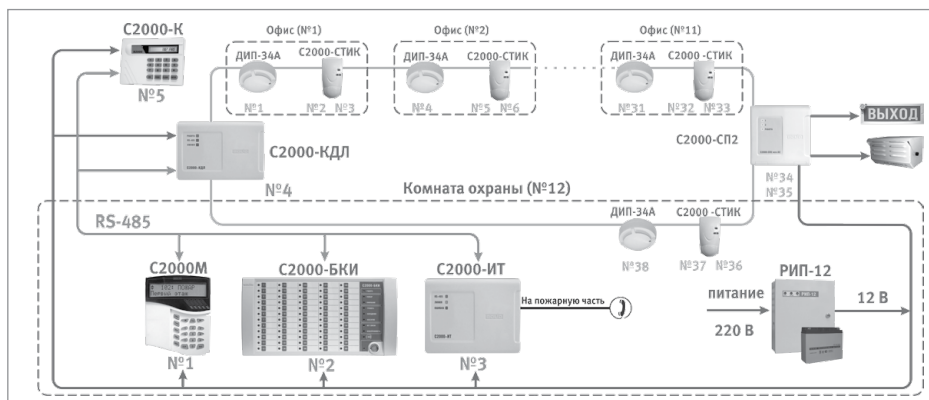 С2000-К
Офис (№1)
Офис (№2)
Офис (№11)
ДИП-34А
С2000-СТИК
ДИП-34А
С2000-СТИК
ДИП-34А
С2000 -СТИК
№5
№1
№2
№3
№4
№5
№6
№31
№32
№33
ВЫХОД
С2000-КДЛ
С2000-СП2
№4
Комната охраны (№12)
№34
№35
RS-485
ДИП-34А
С2000 -СТИК
С2000М
С2000-БКИ
С2000-ИТ
№38
№37
№36
РИП-12
На пожарную часть
питание
12 В
220 В
№1
№2
№3